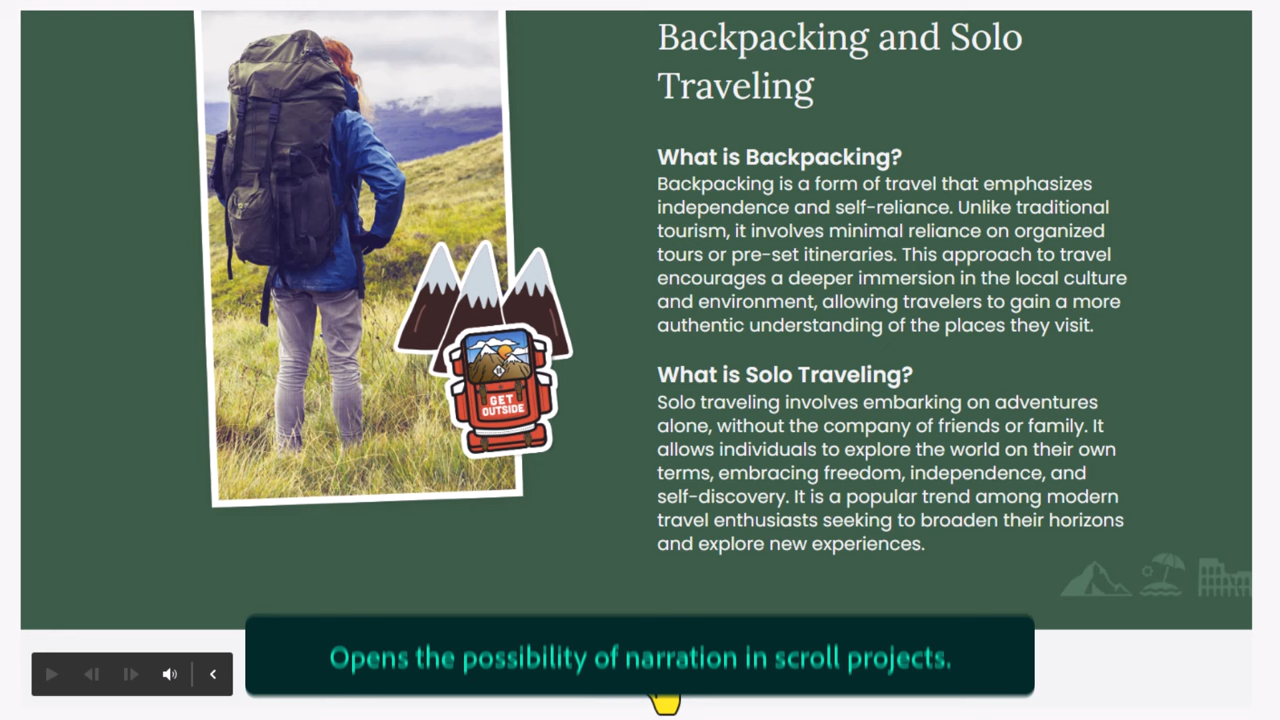 Backpacking and Solo
Traveling
What is Backpacking?
Backpacking is a form of travel that emphasizes
independence and self-reliance. Unlike traditional
tourism, it involves minimal reliance on organized
tours or pre-set itineraries. This approach to travel
encourages a deeper immersion in the local culture
and environment, allowing travelers to gain a more
authentic understanding of the places they visit.
What is Solo Traveling?
Solo traveling involves embarking on adventures
alone, without the company of friends or family. It
allows individuals to explore the world on their own
terms, embracing freedom, independence, and
self-discovery. It is a popular trend among modern
travel enthusiasts seeking to broaden their horizons
and explore new experiences.
GET
OUTSIDE
Opens the possibility of narration in scroll projects.